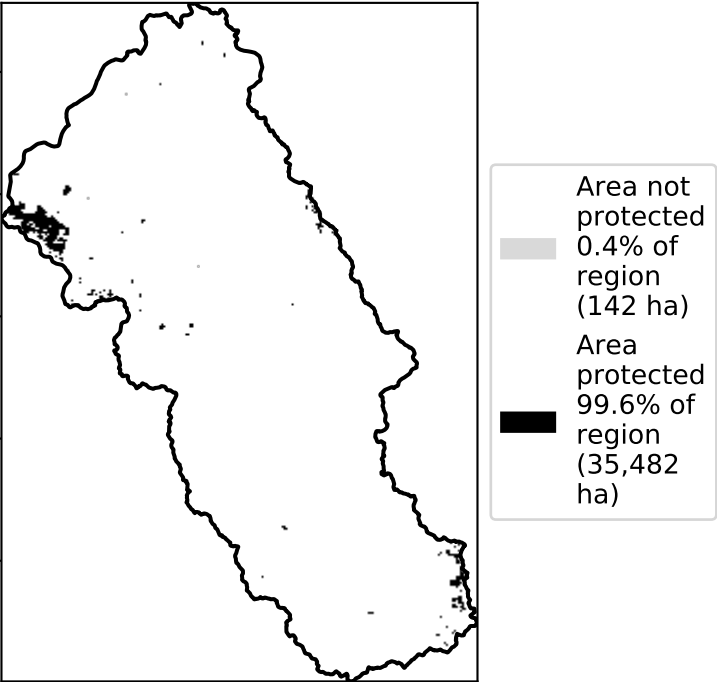 Area not
protected
0.4% of
region
(142 ha)
Area
protected
99.6% of
region
(35,482
ha)